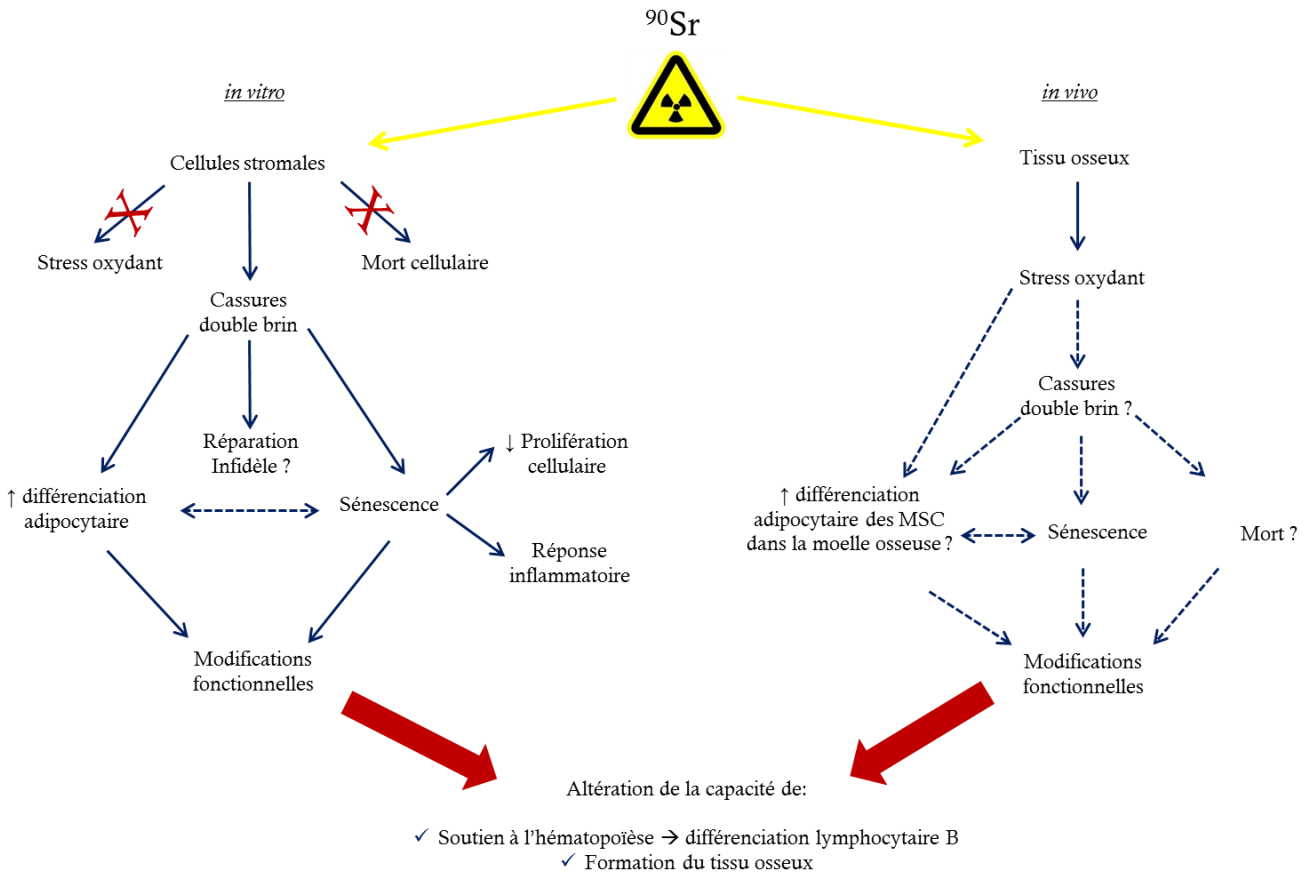 ⁹⁰Sr
in vitro
Cellules stromales
Stress oxydant
Mort cellulaire
Cassures
double brin
Réparation
Infidèle ?
↑ différenciation
adipocytaire
Sénescence
↓ Prolifération
cellulaire
Réponse
inflammatoire
Modifications
fonctionnelles
in vivo
Tissu osseux
Stress oxydant
Cassures
double brin ?
↑ différenciation
adipocytaire des MSC
dans la moelle osseuse ?
Sénescence
Mort ?
Modifications
fonctionnelles
Altération de la capacité de:
✓ Soutien à l'hématopoïèse → différenciation lymphocytaire B
✓ Formation du tissu osseux